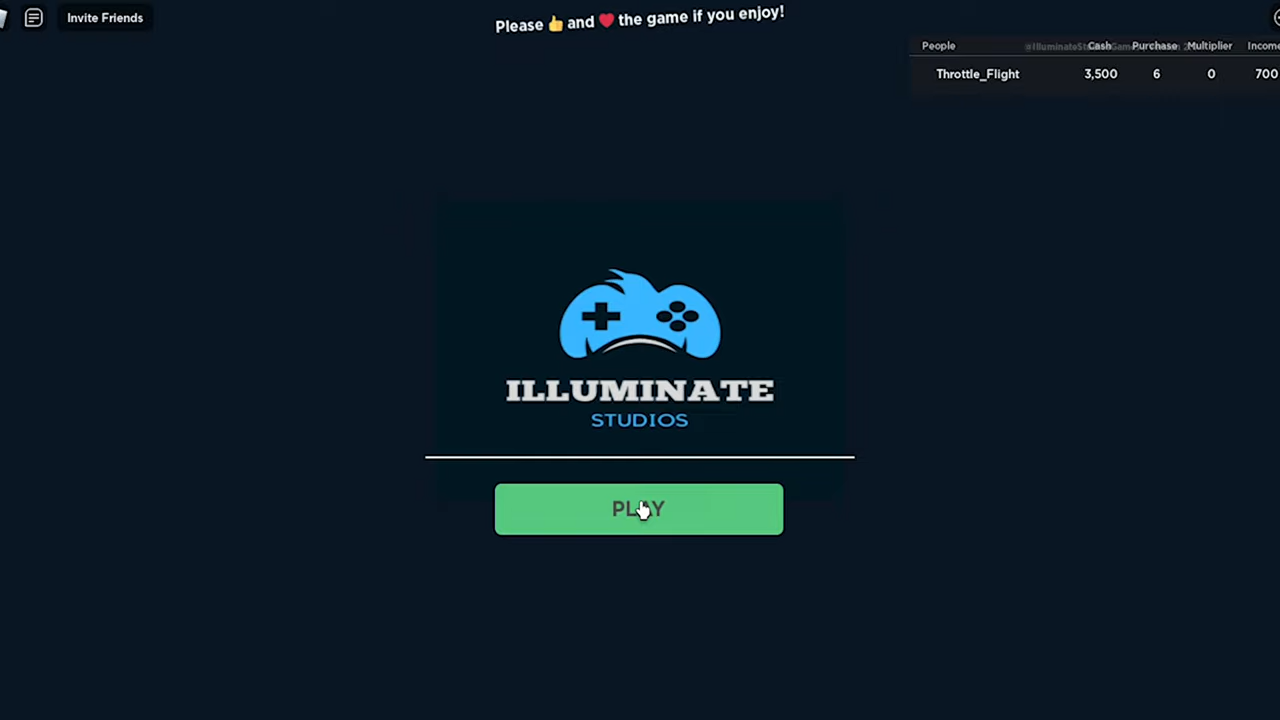 Invite Friends
Please 👍 and ❤️ the game if you enjoy!
People Cash Purchase Multiplier Income
Throttle_Flight 3,500 6 0 700
ILLUMINATE
STUDIOS
PLAY